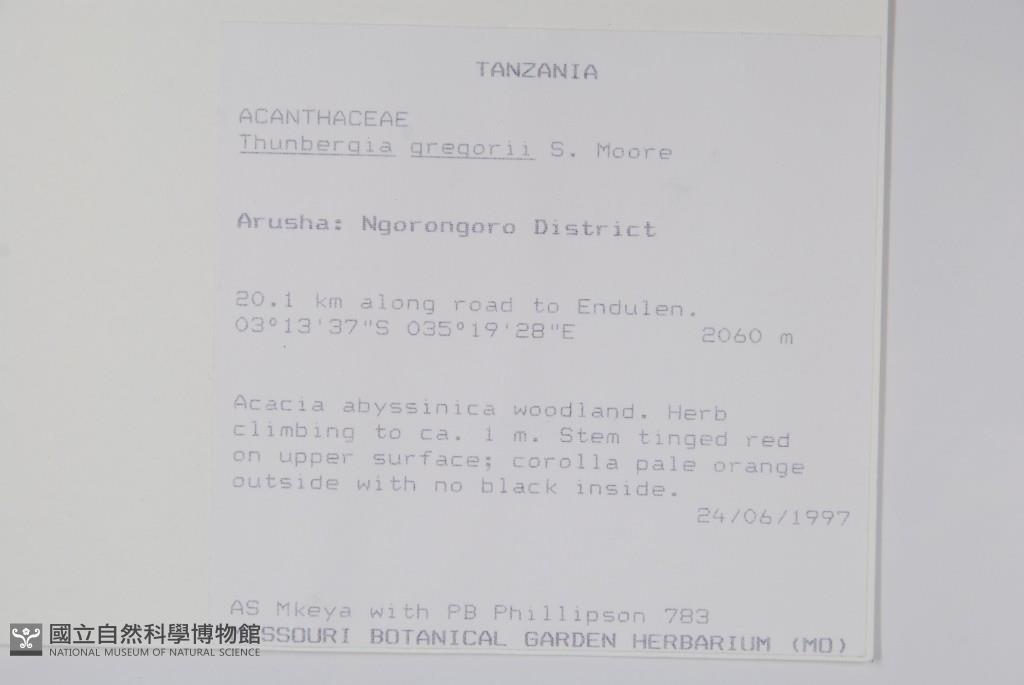 TANZANIA
ACANTHACEAE
Thunbergia gregorii S. Moore
Arusha: Ngorongoro District
20.1 km along road to Endulen.
03°13'37"S 035°19'28"E 2060 m
Acacia abyssinica woodland. Herb
climbing to ca. 1 m. Stem tinged red
on upper surface; corolla pale orange
outside with no black inside.
24/06/1997
AS Mkeya with PB Phillipson 783
SSOURI BOTANICAL GARDEN HERBARIUM (MO)
國立自然科學博物館
NATIONAL MUSEUM OF NATURAL SCIENCE